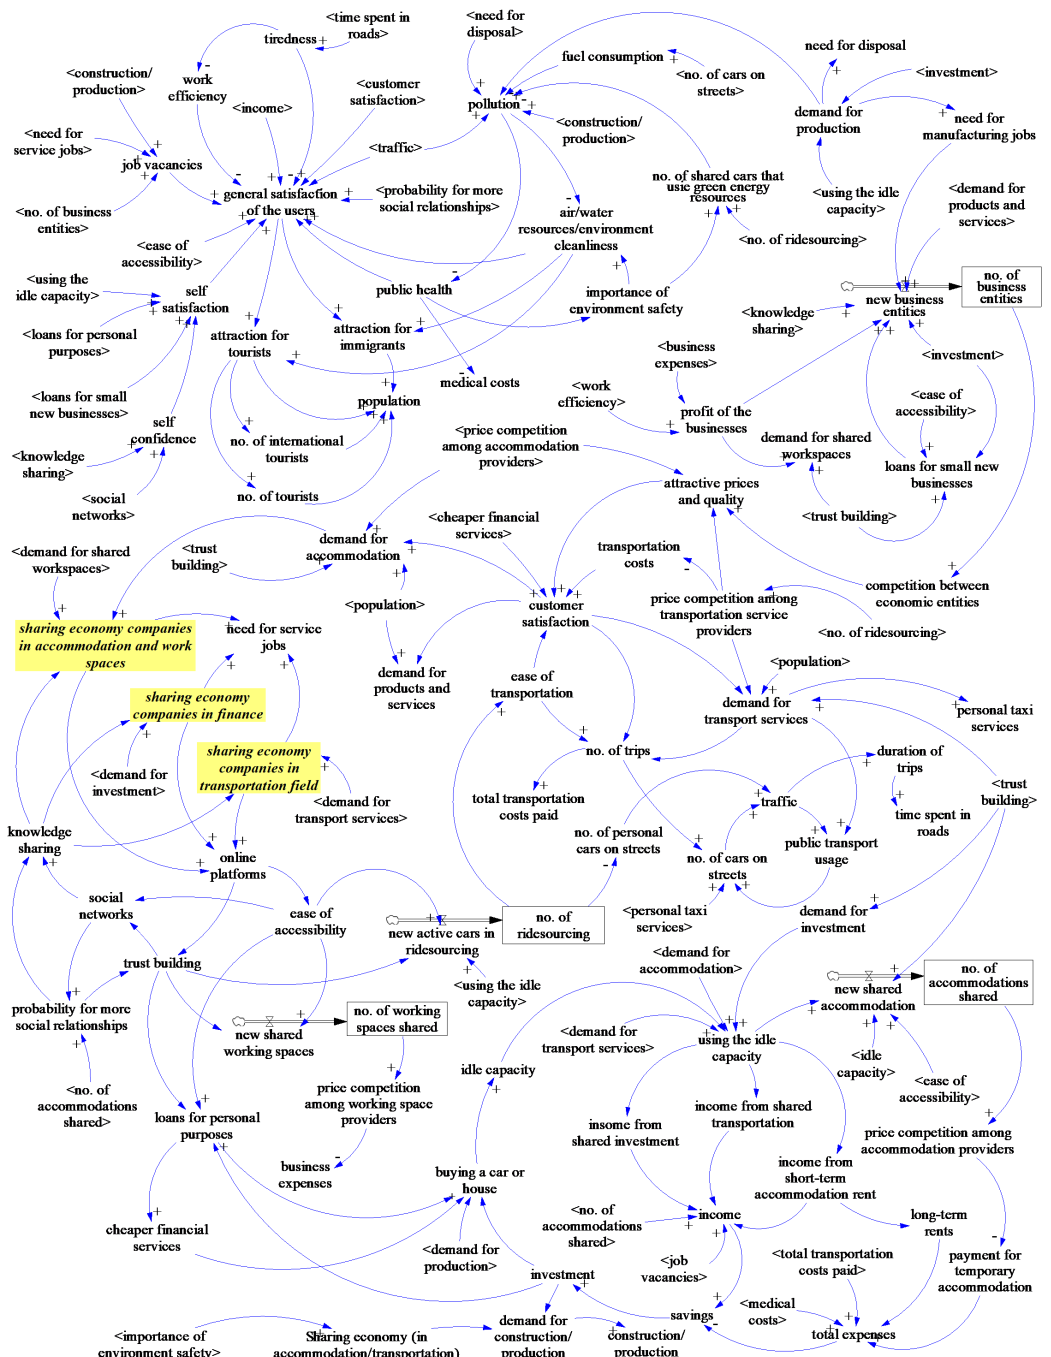 <time spent in
roads>
tiredness
<need for
disposal>
fuel consumption
need for disposal
<construction/
production>
work
efficiency
<customer
satisfaction>
<income>
<no. of cars on
streets>
<investment>
pollution
<construction/
production>
demand for
production
need for
manufacturing jobs
<need for
service jobs>
<traffic>
job vacancies
general satisfaction
of the users
<probability for more
social relationships>
no. of shared cars that
usie green energy
resources
<using the idle
capacity>
<demand for
products and
services>
<no. of business
entities>
air/water
resources/environment
cleanliness
<no. of ridesourcing>
<ease of
accessibility>
<using the
idle capacity>
self
satisfaction
public health
importance of
environment safety
no. of
business
entities
new business
entities
<knowledge
sharing>
<loans for personal
purposes>
attraction for
tourists
attraction for
immigrants
<business
expenses>
<investment>
medical costs
<work
efficiency>
<loans for small
new businesses>
population
profit of the
businesses
<ease of
accessibility>
self
confidence
no. of international
tourists
<price competition
among accommodation
providers>
demand for shared
workspaces
<knowledge
sharing>
loans for small new
businesses
<social
networks>
no. of tourists
attractive prices
and quality
<trust building>
<cheaper financial
services>
<demand for shared
workspaces>
<trust
building>
demand for
accommodation
transportation
costs
competition between
economic entities
<population>
customer
satisfaction
price competition among
transportation service
providers
<no. of ridesourcing>
sharing economy companies
in accommodation and work
spaces
need for service
jobs
demand for
products and
services
ease of
transportation
<population>
sharing economy
companies in finance
demand for
transport services
personal taxi
services
sharing economy
companies in
transportation field
no. of trips
duration of
trips
<demand for
investment>
<demand for
transport services>
total transportation
costs paid
traffic
<trust
building>
time spent in
roads
knowledge
sharing
no. of personal
cars on streets
online
platforms
no. of cars on
streets
public transport
usage
social
networks
ease of
accessibility
no. of
ridesourcing
new active cars in
ridesourcing
<personal taxi
services>
demand for
investment
trust building
<demand for
accommodation>
no. of
accommodations
shared
new shared
accommodation
<using the idle
capacity>
probability for more
social relationships
no. of working
spaces shared
new shared
working spaces
<demand for
transport services>
using the idle
capacity
<idle
capacity>
idle capacity
<no. of
accommodations
shared>
price competition
among working space
providers
<ease of
accessibility>
loans for personal
purposes
insome from
shared investment
income from shared
transportation
price competition among
accommodation providers
business
expenses
buying a car or
house
income from
short-term
accommodation rent
cheaper financial
services
<no. of
accommodations
shared>
income
long-term
rents
<demand for
production>
<job
vacancies>
<total transportation
costs paid>
payment for
temporary
accommodation
investment
<medical
costs>
savings
total expenses
<importance of
environment safety>
Sharing economy (in
accommodation/transportation)
demand for
construction/
production
construction/
production